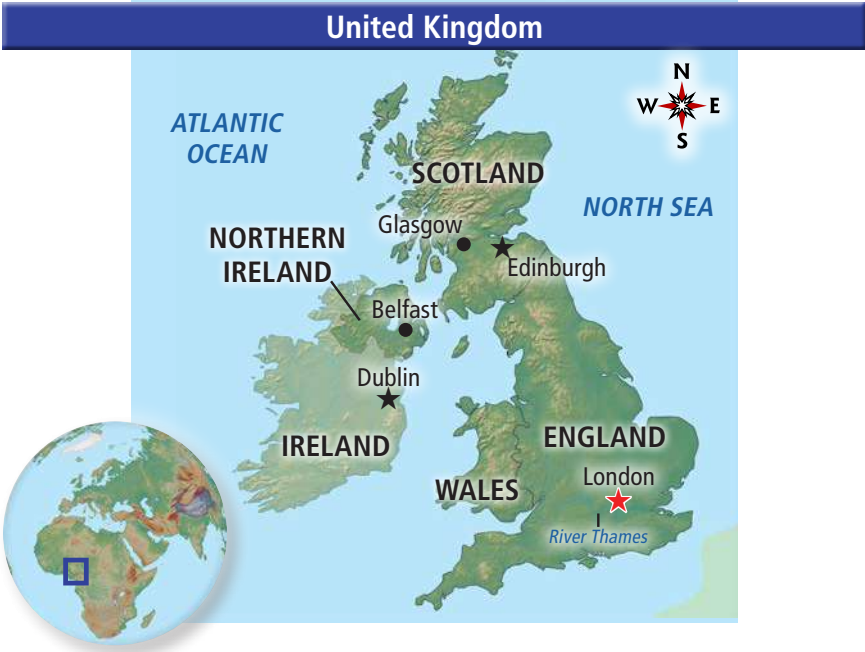 United Kingdom
N
W E
S
ATLANTIC
OCEAN
SCOTLAND
NORTH SEA
Glasgow
NORTHERN
IRELAND
Edinburgh
Belfast
Dublin
IRELAND
ENGLAND
London
WALES
River Thames